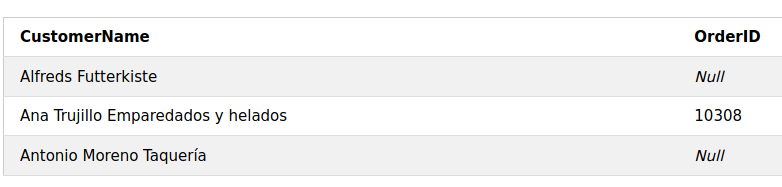 CustomerName OrderID
Alfreds Futterkiste Null
Ana Trujillo Emparedados y helados 10308
Antonio Moreno Taquería Null